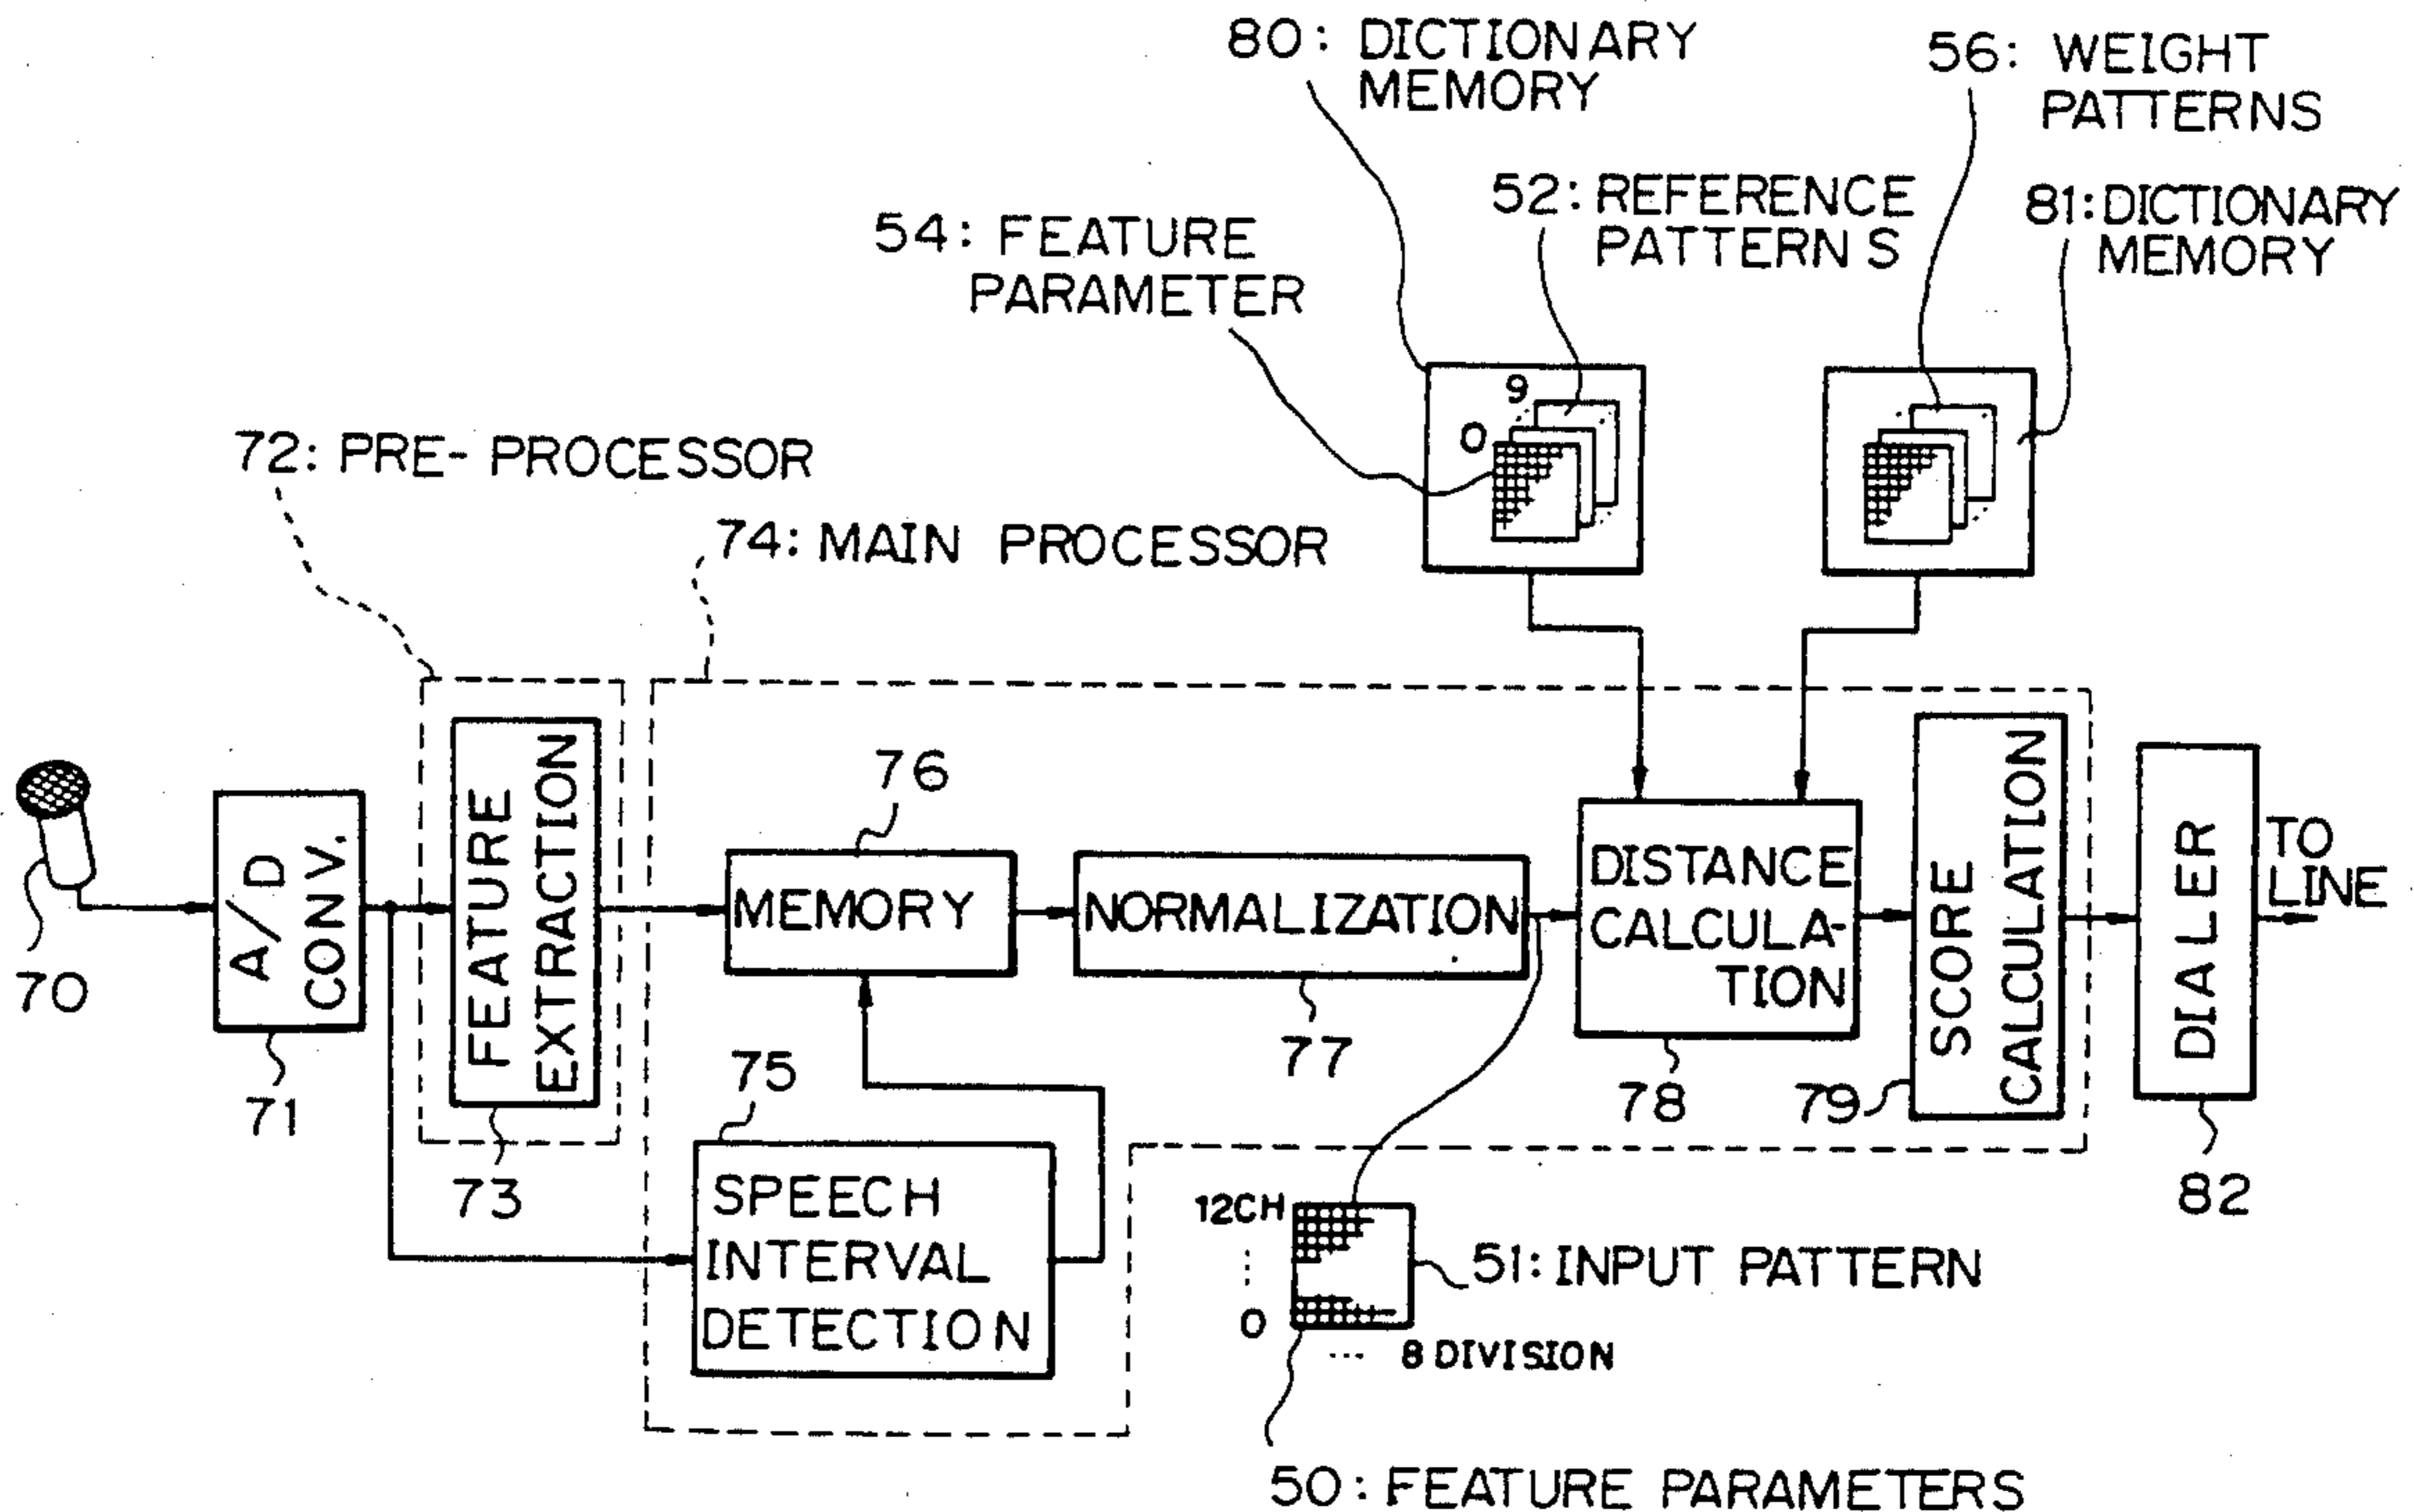 80: DICTIONARY
MEMORY
56: WEIGHT
PATTERNS
52: REFERENCE
PATTERNS
81: DICTIONARY
MEMORY
54: FEATURE
PARAMETER
9
0
72: PRE- PROCESSOR
74: MAIN PROCESSOR
70
A/D
CONV.
71
FEATURE
EXTRACTION
73
76
MEMORY
NORMALIZATION
77
DISTANCE
CALCULA-
TION
78
SCORE
CALCULATION
79
DIALER
82
TO
LINE
75
SPEECH
INTERVAL
DETECTION
12CH
⋮
0
... 8 DIVISION
51: INPUT PATTERN
50: FEATURE PARAMETERS